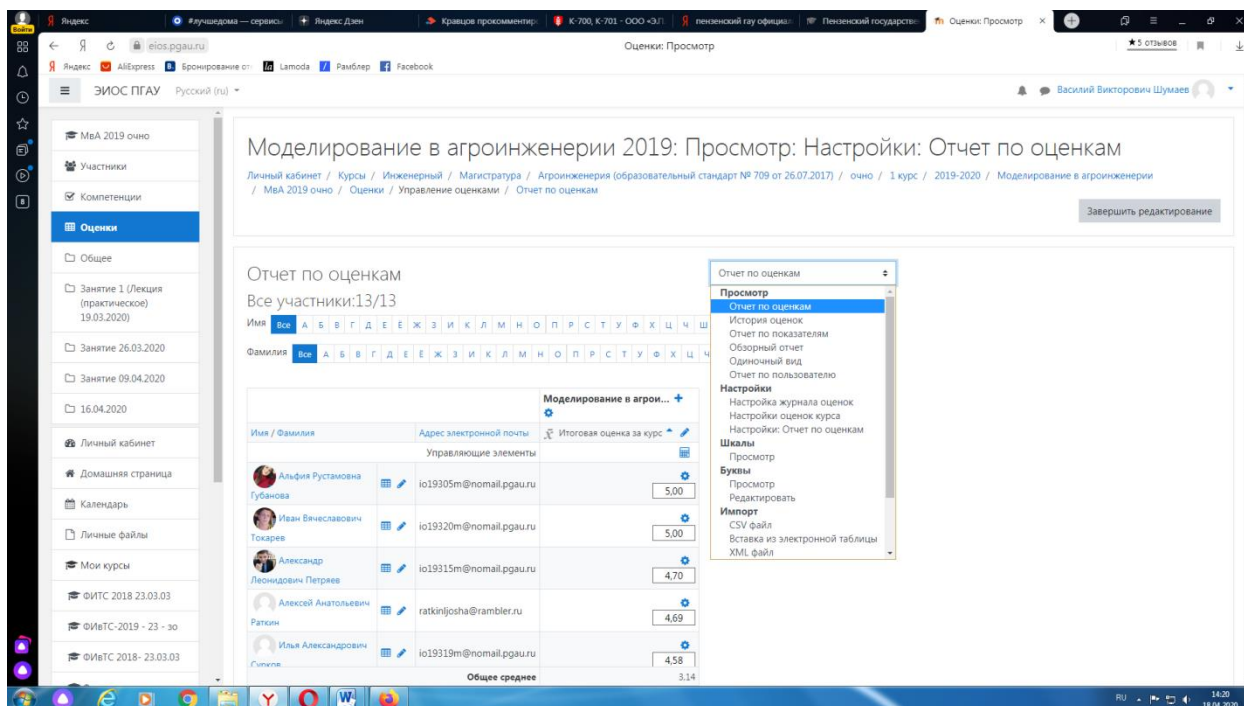 Войти
Яндекс
#лучшедома — сервись
Яндекс Дзен
Кравцов прокомментир
К-700, К-701 - ООО «З.Г.
пензенский гау официал
Пензенский государстве
Оценки: Просмотр
eios.pgau.ru
Оценки: Просмотр
★ 5 отзывов
Яндекс
AliExpress
Бронирование от
Lamoda
Рамблер
Facebook
ЭИОС ПГАУ
Русский (ru)
Василий Викторович Шумаев
МвА 2019 очно
Участники
Компетенции
Оценки
Общее
Занятие 1 (Лекция
(практическое)
19.03.2020)
Занятие 26.03.2020
Занятие 09.04.2020
16.04.2020
Личный кабинет
Домашняя страница
Календарь
Личные файлы
Мои курсы
ФИТС 2018 23.03.03
ФИвТС-2019 - 23 - зо
ФИвТС 2018- 23.03.03
Моделирование в агроинженерии 2019: Просмотр: Настройки: Отчет по оценкам
Личный кабинет / Курсы / Инженерный / Магистратура / Агроинженерия (образовательный стандарт № 709 от 26.07.2017) / очно / 1 курс / 2019-2020 / Моделирование в агроинженерии
/ МвА 2019 очно / Оценки / Управление оценками / Отчет по оценкам
Завершить редактирование
Отчет по оценкам
Все участники:13/13
Имя Все А Б В Г Д Е Ё Ж З И К Л М Н О П Р С Т У Ф Х Ц Ч Ш
Фамилия Все А Б В Г Д Е Ё Ж З И К Л М Н О П Р С Т У Ф Х Ц Ч
Отчет по оценкам
Просмотр
Отчет по оценкам
История оценок
Отчет по показателям
Обзорный отчет
Одиночный вид
Отчет по пользователю
Настройки
Настройка журнала оценок
Настройки оценок курса
Настройки: Отчет по оценкам
Шкалы
Просмотр
Буквы
Просмотр
Редактировать
Импорт
CSV файл
Вставка из электронной таблицы
XML файл
Моделирование в агрои...
Имя / Фамилия
Адрес электронной почты
Итоговая оценка за курс
Управляющие элементы
Альфия Рустамовна
Губанова
io19305m@nomail.pgau.ru
5,00
Иван Вячеславович
Токарев
io19320m@nomail.pgau.ru
5,00
Александр
Леонидович Петряев
io19315m@nomail.pgau.ru
4,70
Алексей Анатольевич
Раткин
ratkinljosha@rambler.ru
4,69
Илья Александрович
Сурков
io19319m@nomail.pgau.ru
4,58
Общее среднее
3.14
RU
14:20
18.04.2020